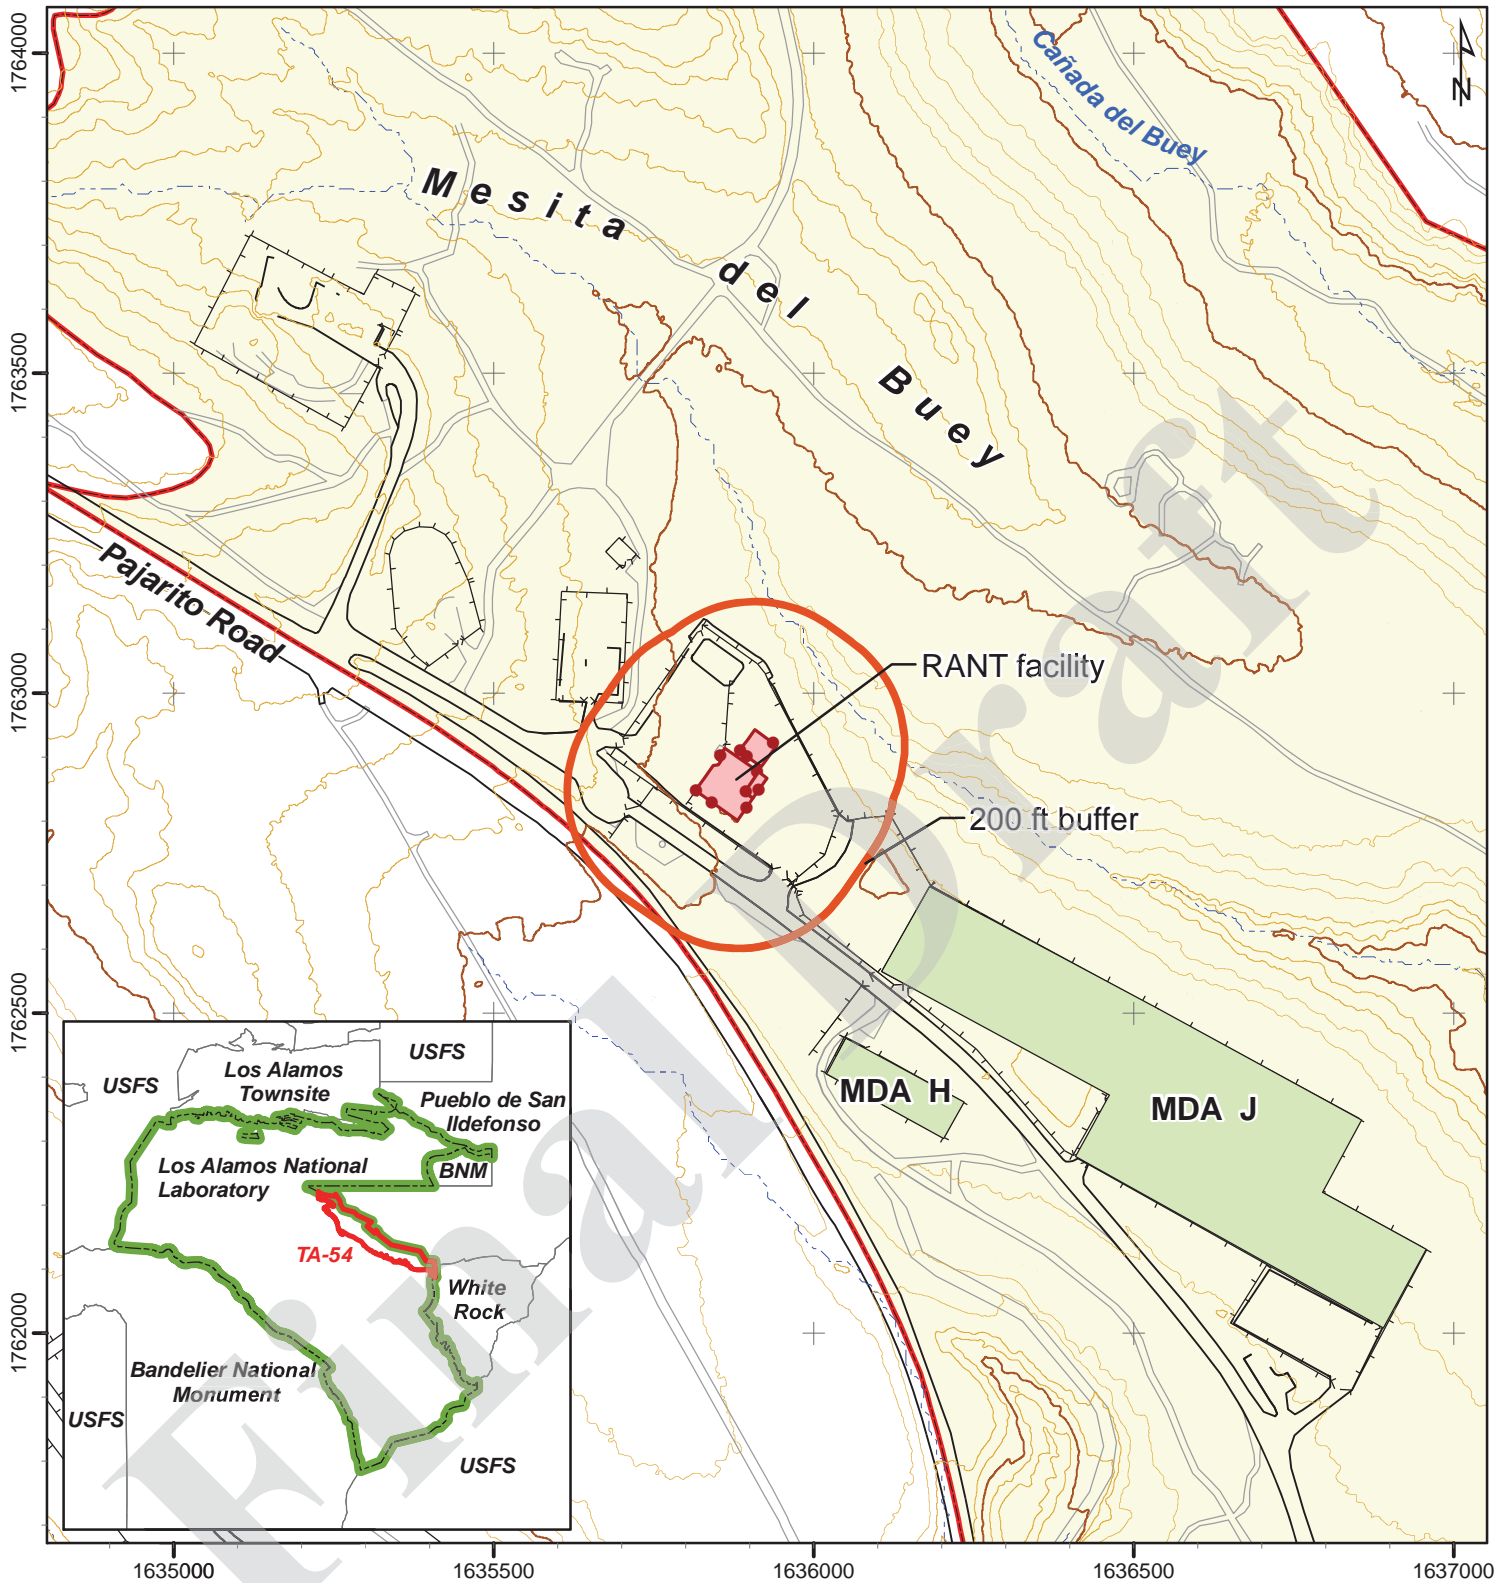 1764000
1763500
1763000
1762500
1762000
N
Cañada del Buey
Mesita
del
Buey
Pajarito Road
RANT facility
200 ft buffer
MDA H
MDA J
Final Draft
USFS
USFS
Los Alamos
Townsite
Pueblo de San
Ildefonso
Los Alamos National
Laboratory
BNM
TA-54
White
Rock
Bandelier National
Monument
USFS
USFS
1635000
1635500
1636000
1636500
1637000